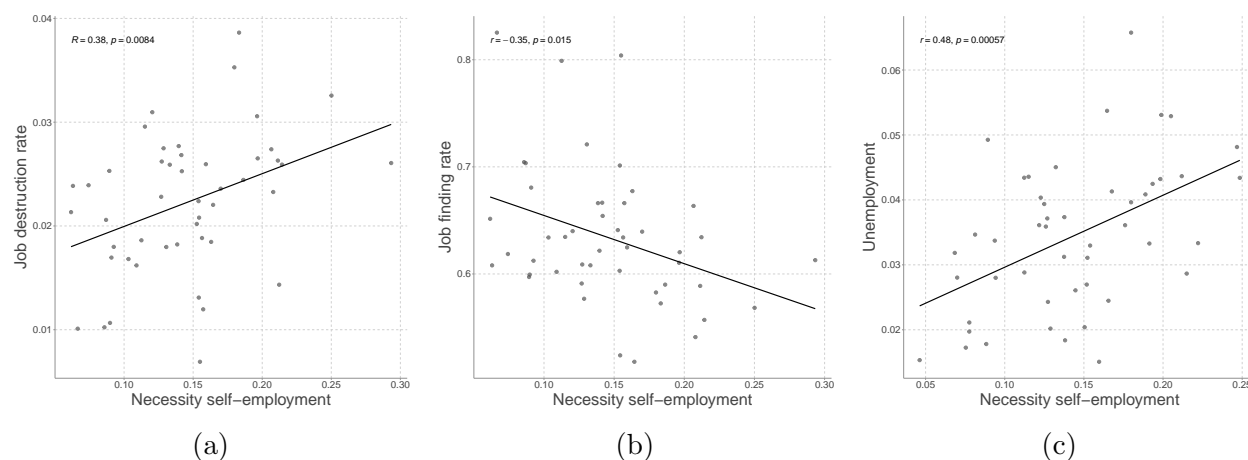 R = 0.38, p = 0.0084
0.04
0.03
0.02
0.01
Job destruction rate
0.10 0.15 0.20 0.25 0.30
Necessity self−employment
(a)
r = −0.35, p = 0.015
0.8
0.7
0.6
Job finding rate
0.10 0.15 0.20 0.25 0.30
Necessity self−employment
(b)
r = 0.48, p = 0.00057
0.06
0.05
0.04
0.03
0.02
Unemployment
0.05 0.10 0.15 0.20 0.25
Necessity self−employment
(c)